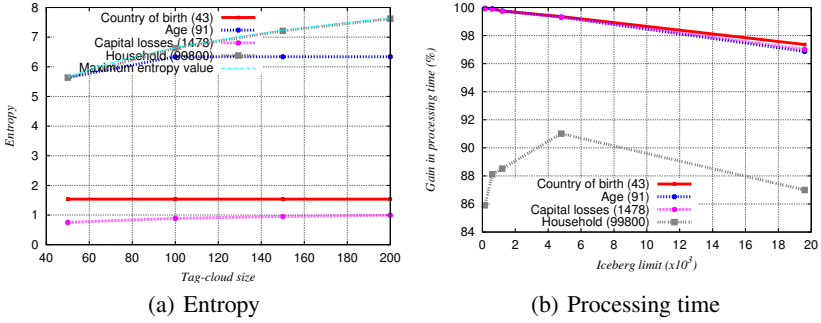 8
7
6
5
4
3
2
1
0
Entropy
Country of birth (43)
Age (91)
Capital losses (1478)
Household (99800)
Maximum entropy value
40 60 80 100 120 140 160 180 200
Tag-cloud size
(a) Entropy
100
98
96
94
92
90
88
86
84
Gain in processing time (%)
Country of birth (43)
Age (91)
Capital losses (1478)
Household (99800)
0 2 4 6 8 10 12 14 16 18 20
Iceberg limit (x10³)
(b) Processing time